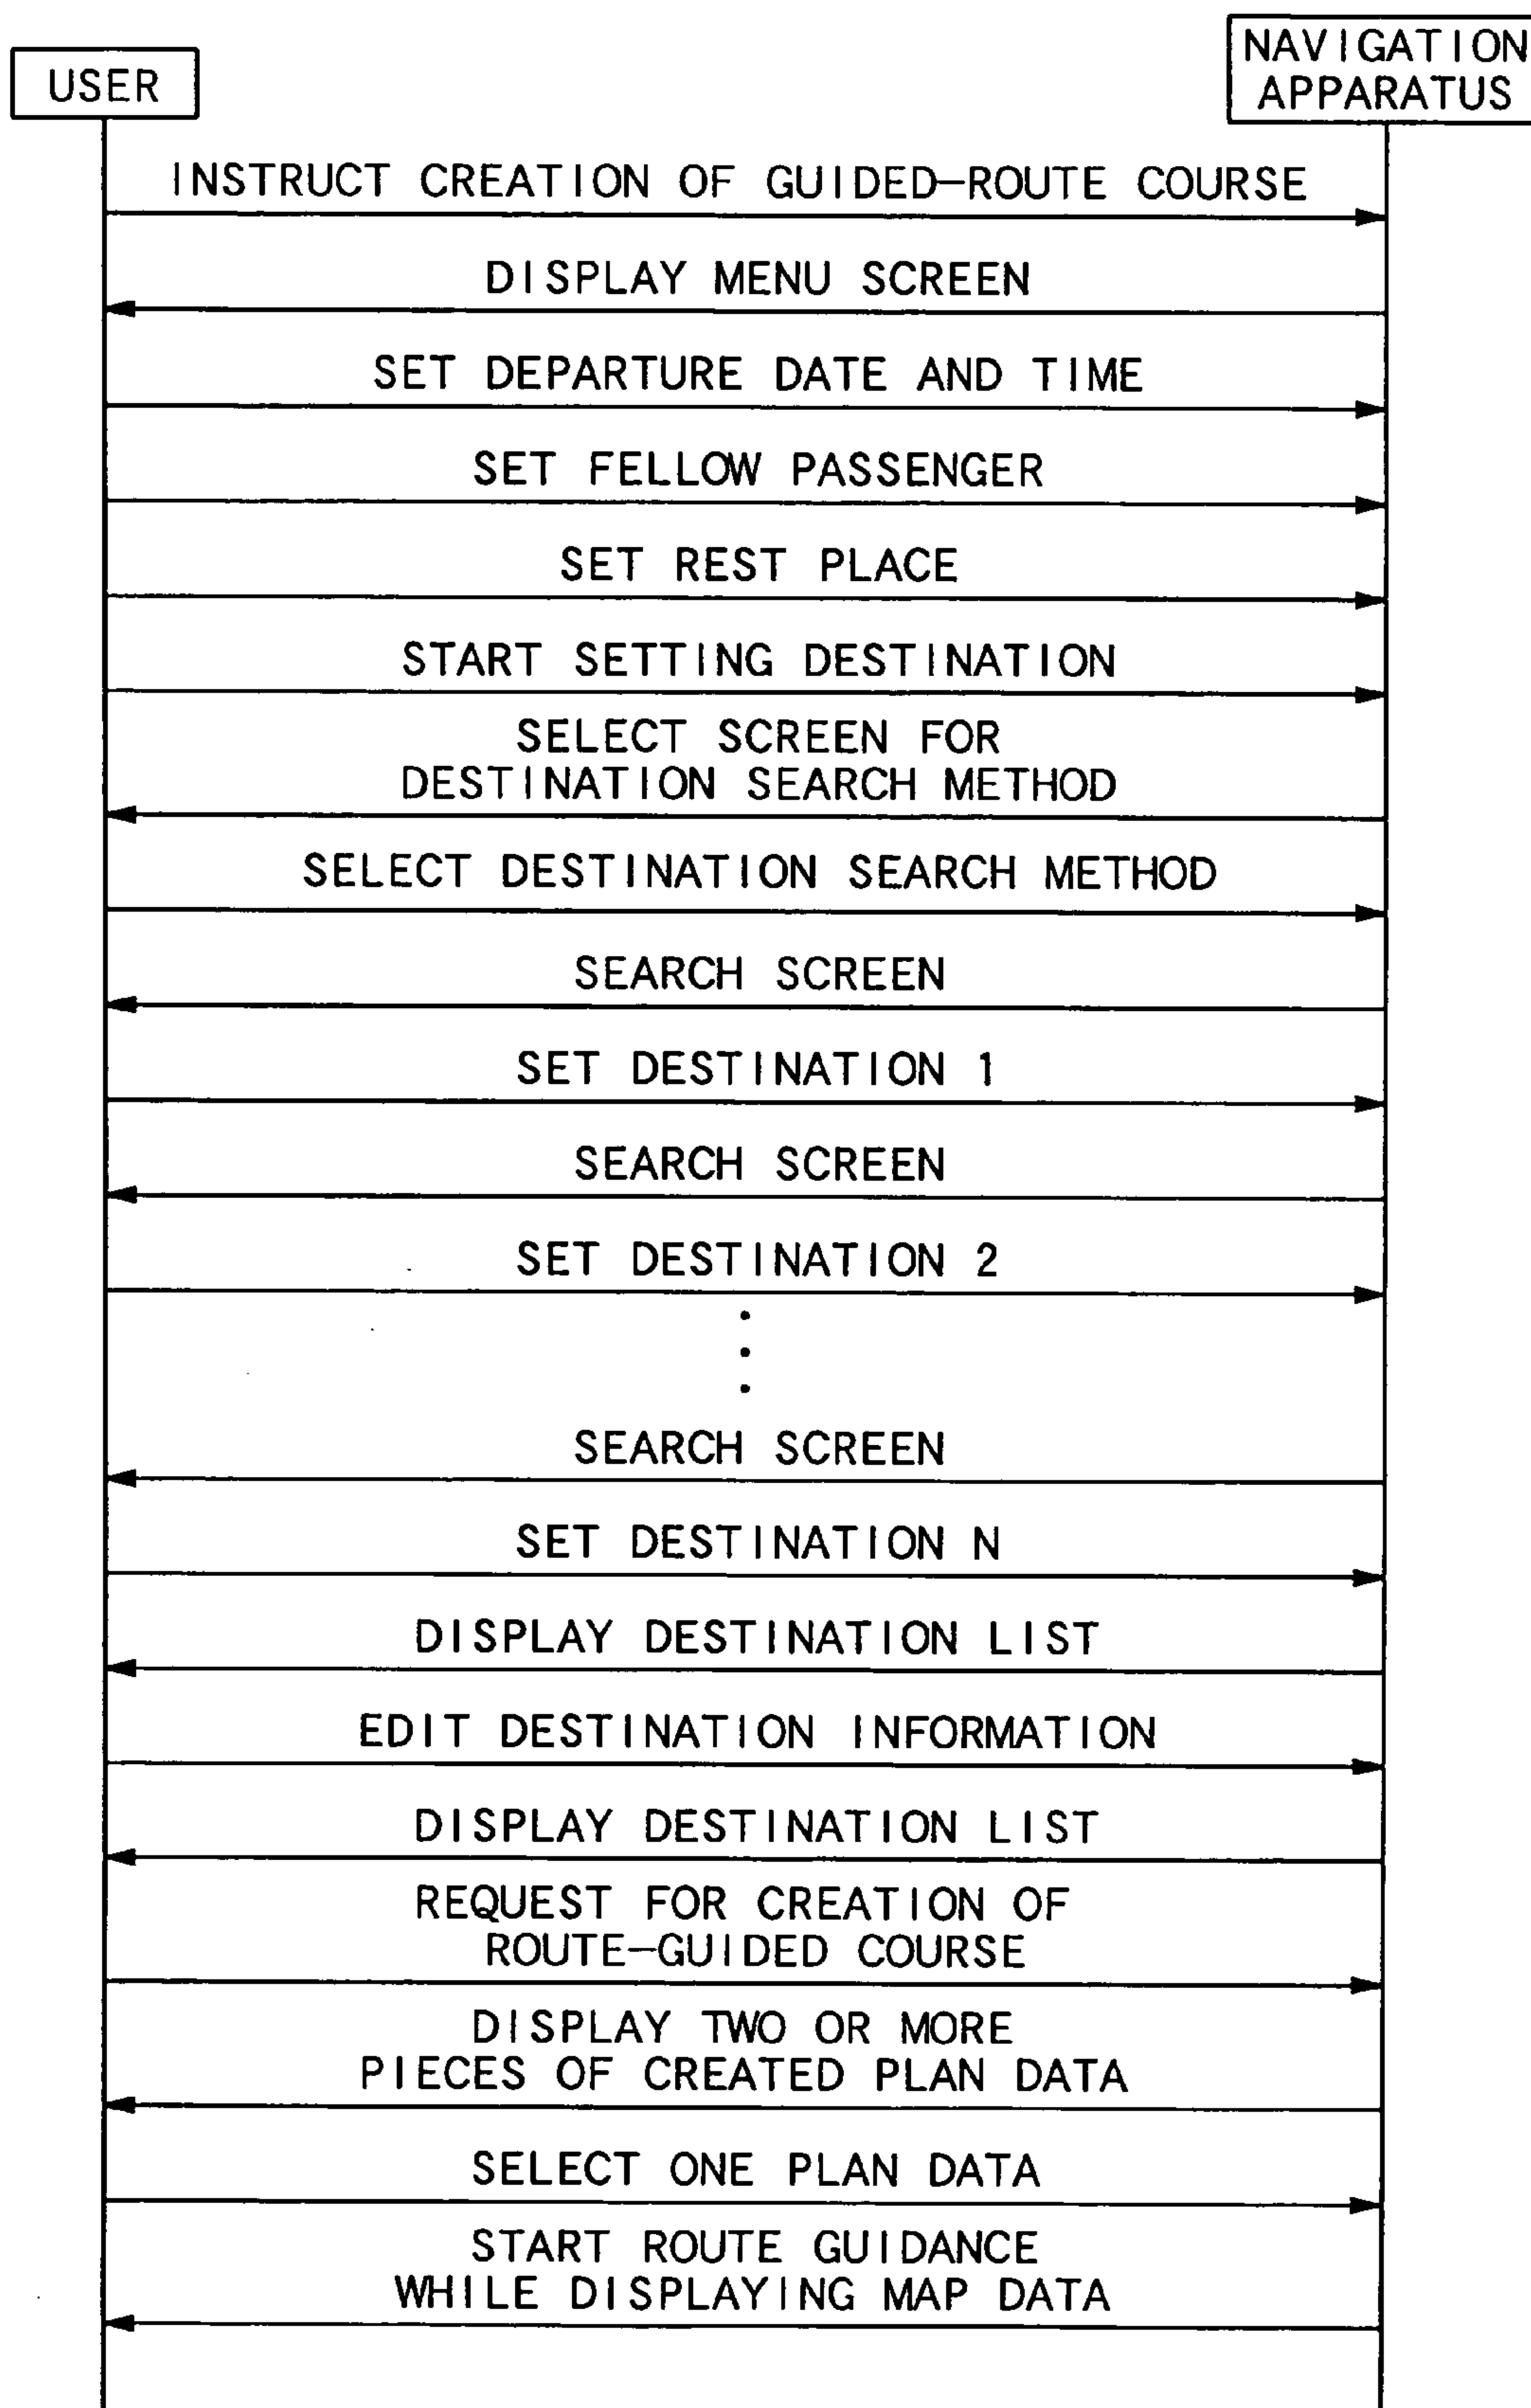 USER
NAVIGATION
APPARATUS
INSTRUCT CREATION OF GUIDED-ROUTE COURSE
DISPLAY MENU SCREEN
SET DEPARTURE DATE AND TIME
SET FELLOW PASSENGER
SET REST PLACE
START SETTING DESTINATION
SELECT SCREEN FOR
DESTINATION SEARCH METHOD
SELECT DESTINATION SEARCH METHOD
SEARCH SCREEN
SET DESTINATION 1
SEARCH SCREEN
SET DESTINATION 2
SEARCH SCREEN
SET DESTINATION N
DISPLAY DESTINATION LIST
EDIT DESTINATION INFORMATION
DISPLAY DESTINATION LIST
REQUEST FOR CREATION OF
ROUTE-GUIDED COURSE
DISPLAY TWO OR MORE
PIECES OF CREATED PLAN DATA
SELECT ONE PLAN DATA
START ROUTE GUIDANCE
WHILE DISPLAYING MAP DATA